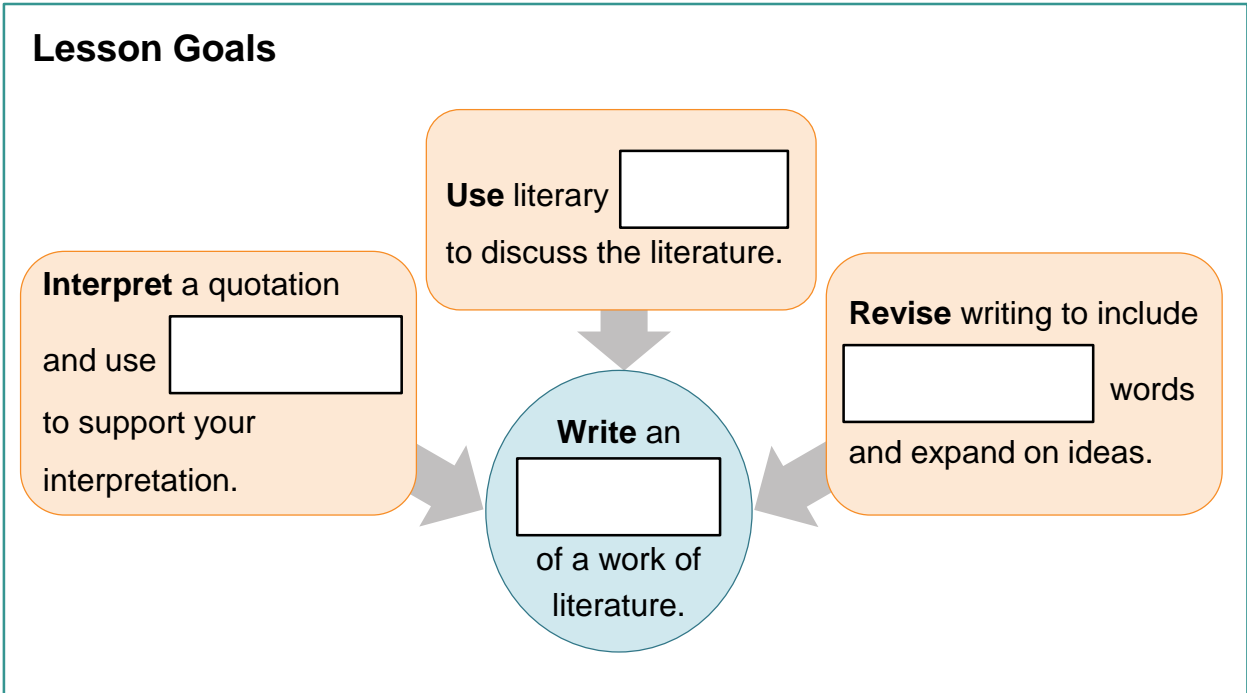 Lesson Goals
Interpret a quotation
and use
to support your
interpretation.
Use literary
to discuss the literature.
Revise writing to include
words
and expand on ideas.
Write an
of a work of
literature.